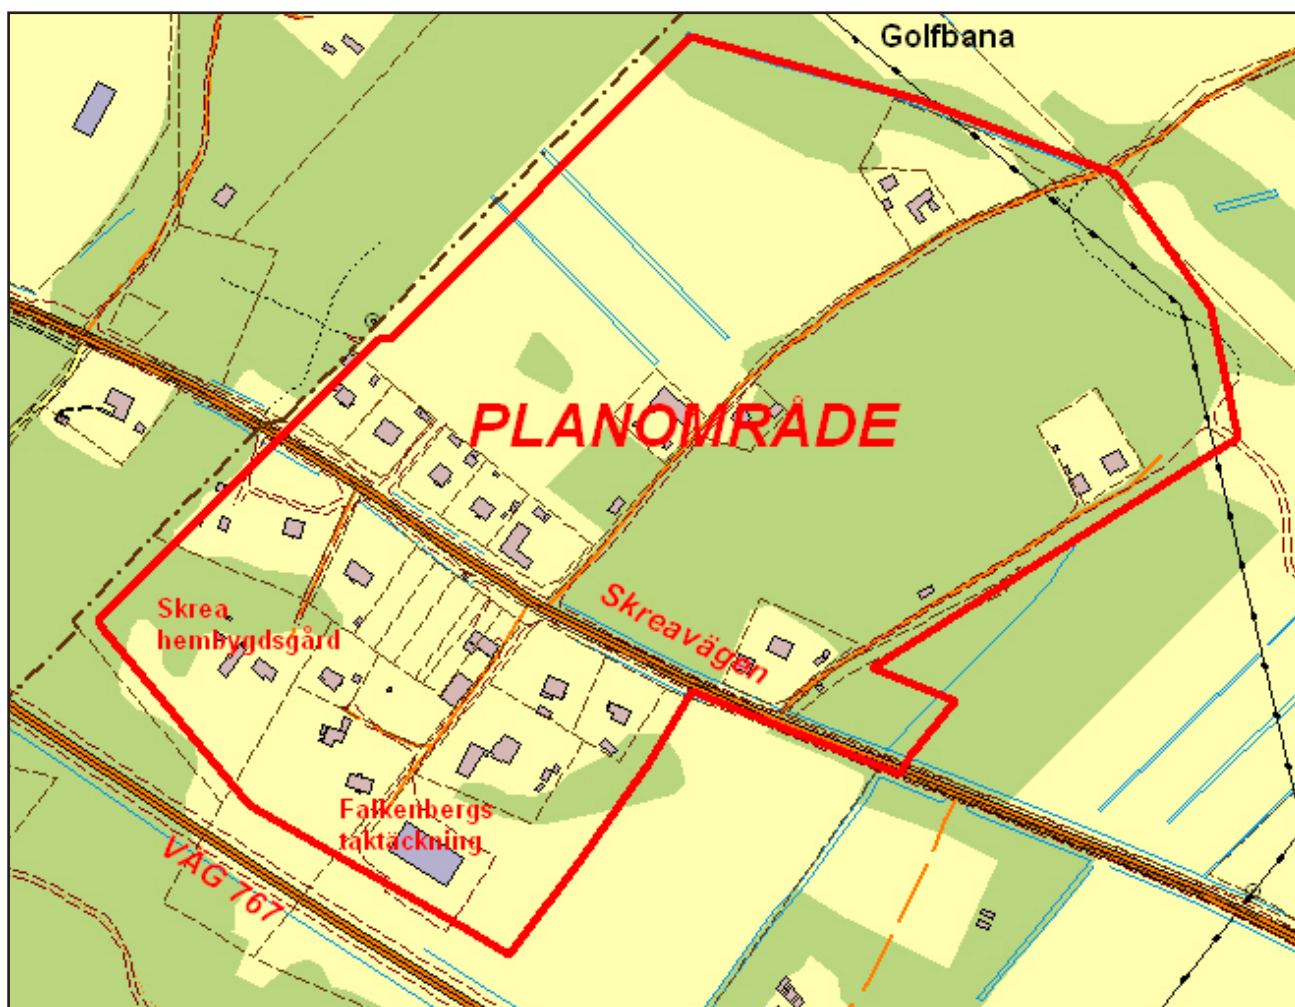 Golfbana
PLANOMRÅDE
Skreavägen
Skrea
hembygdsgård
Falkenbergs
taktäckning
VÄG 767